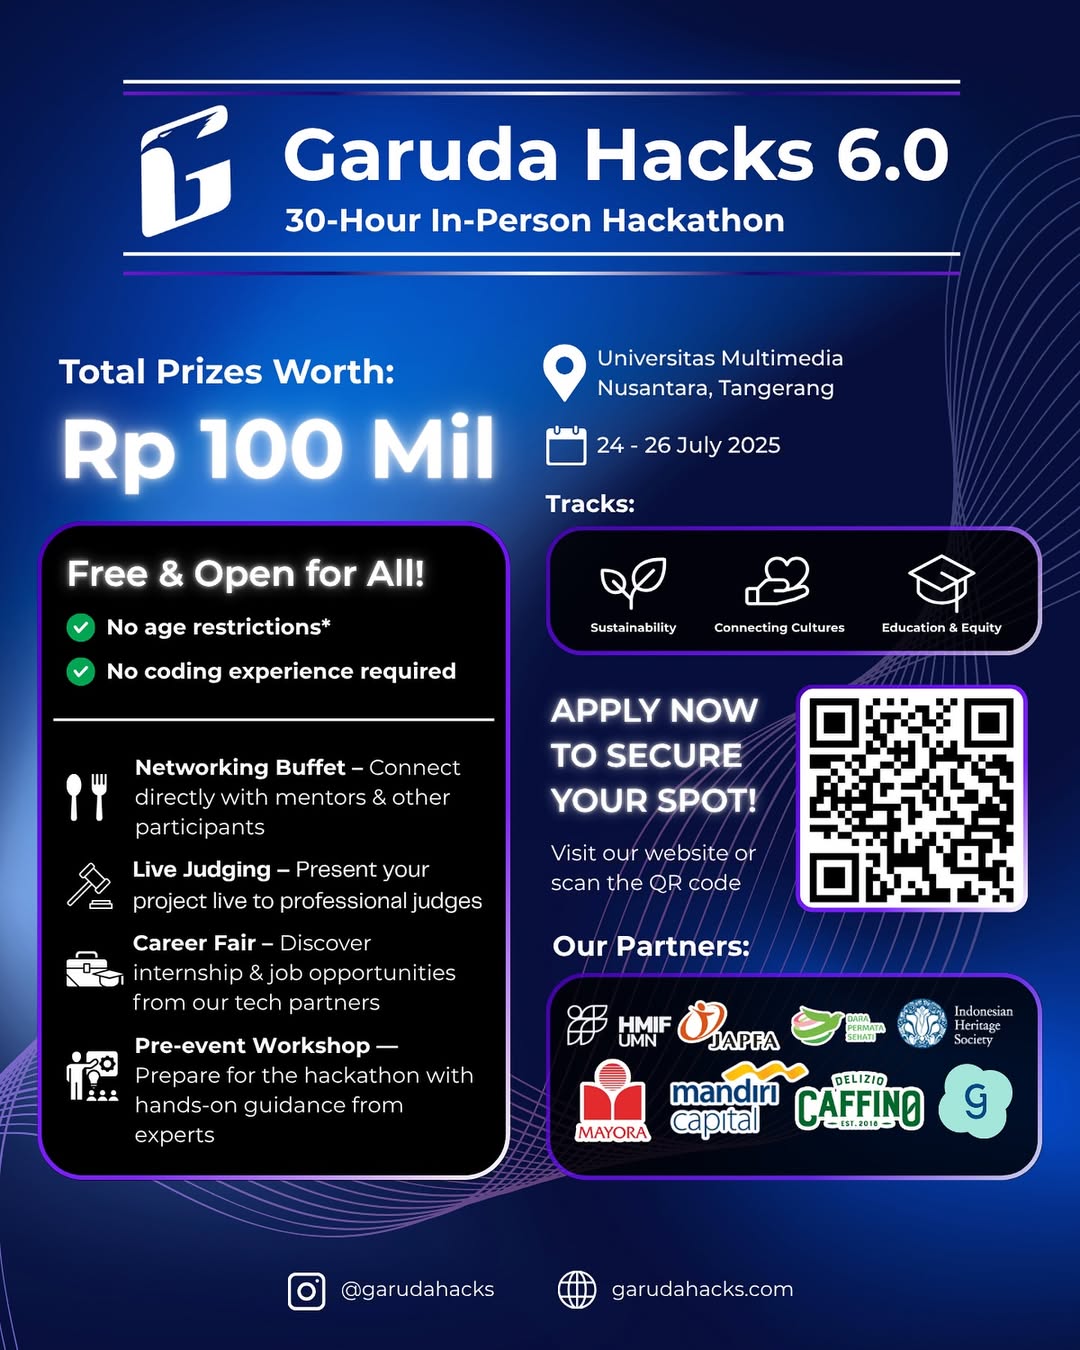 Garuda Hacks 6.0
30-Hour In-Person Hackathon
Total Prizes Worth:
Rp 100 Mil
Universitas Multimedia
Nusantara, Tangerang
24 - 26 July 2025
Tracks:
Sustainability
Connecting Cultures
Education & Equity
Free & Open for All!
No age restrictions*
No coding experience required
Networking Buffet – Connect
directly with mentors & other
participants
Live Judging – Present your
project live to professional judges
Career Fair – Discover
internship & job opportunities
from our tech partners
Pre-event Workshop —
Prepare for the hackathon with
hands-on guidance from
experts
APPLY NOW
TO SECURE
YOUR SPOT!
Visit our website or
scan the QR code
Our Partners:
HMIF
UMN
JAPFA
DARA
PERMATA
SEHATI
Indonesian
Heritage
Society
MAYORA
mandiri
capital
DELIZIO
CAFFINO
EST. 2016
g
@garudahacks
garudahacks.com